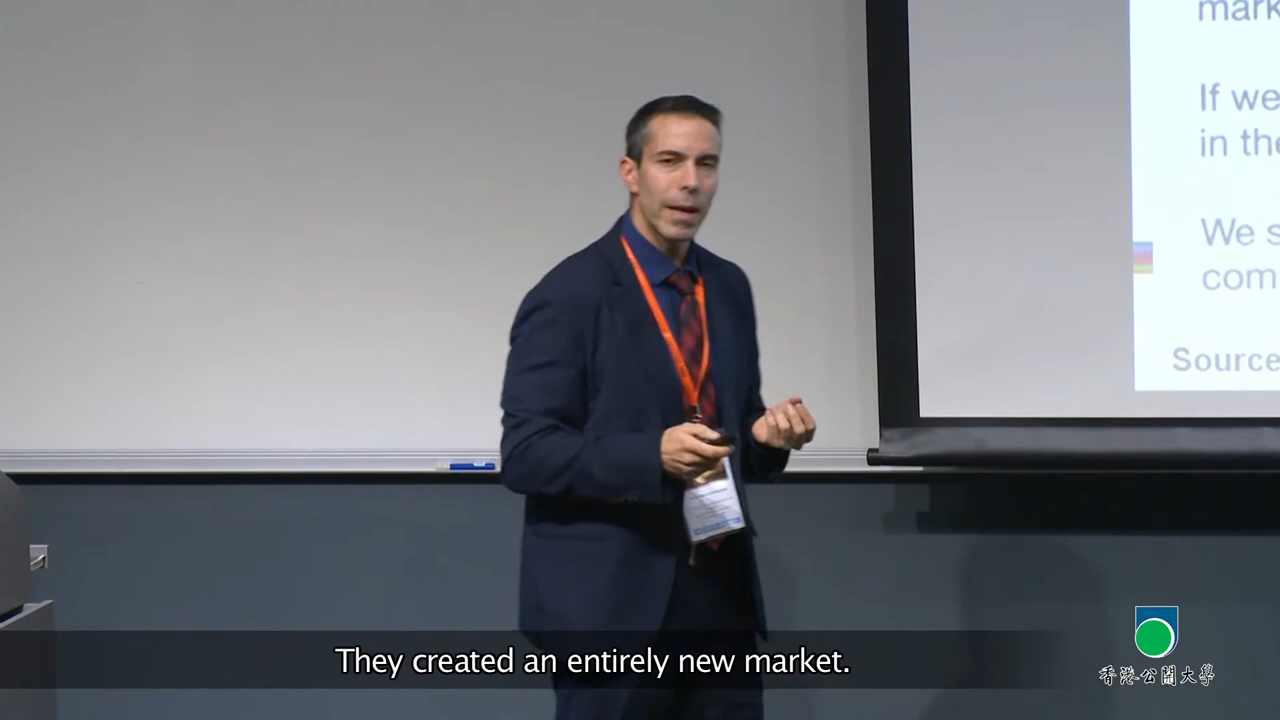 mark
If we
in the
We s
com
Source
They created an entirely new market.
香港公開大學